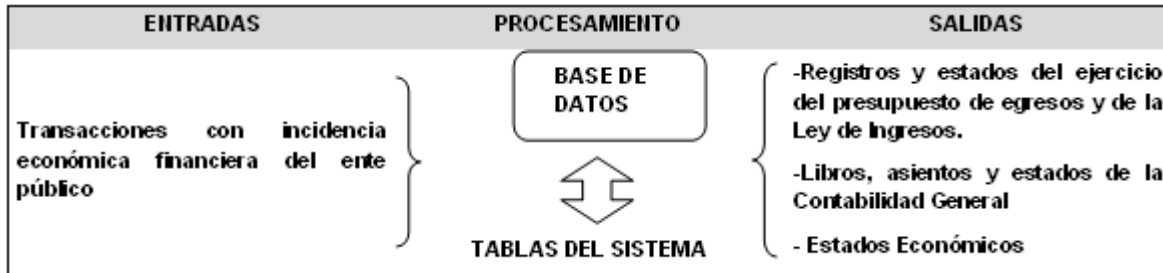 ENTRADAS PROCESAMIENTO SALIDAS
Transacciones con incidencia
económica financiera del ente
público
BASE DE
DATOS
TABLAS DEL SISTEMA
-Registros y estados del ejercicio
del presupuesto de egresos y de la
Ley de Ingresos.
-Libros, asientos y estados de la
Contabilidad General
- Estados Económicos